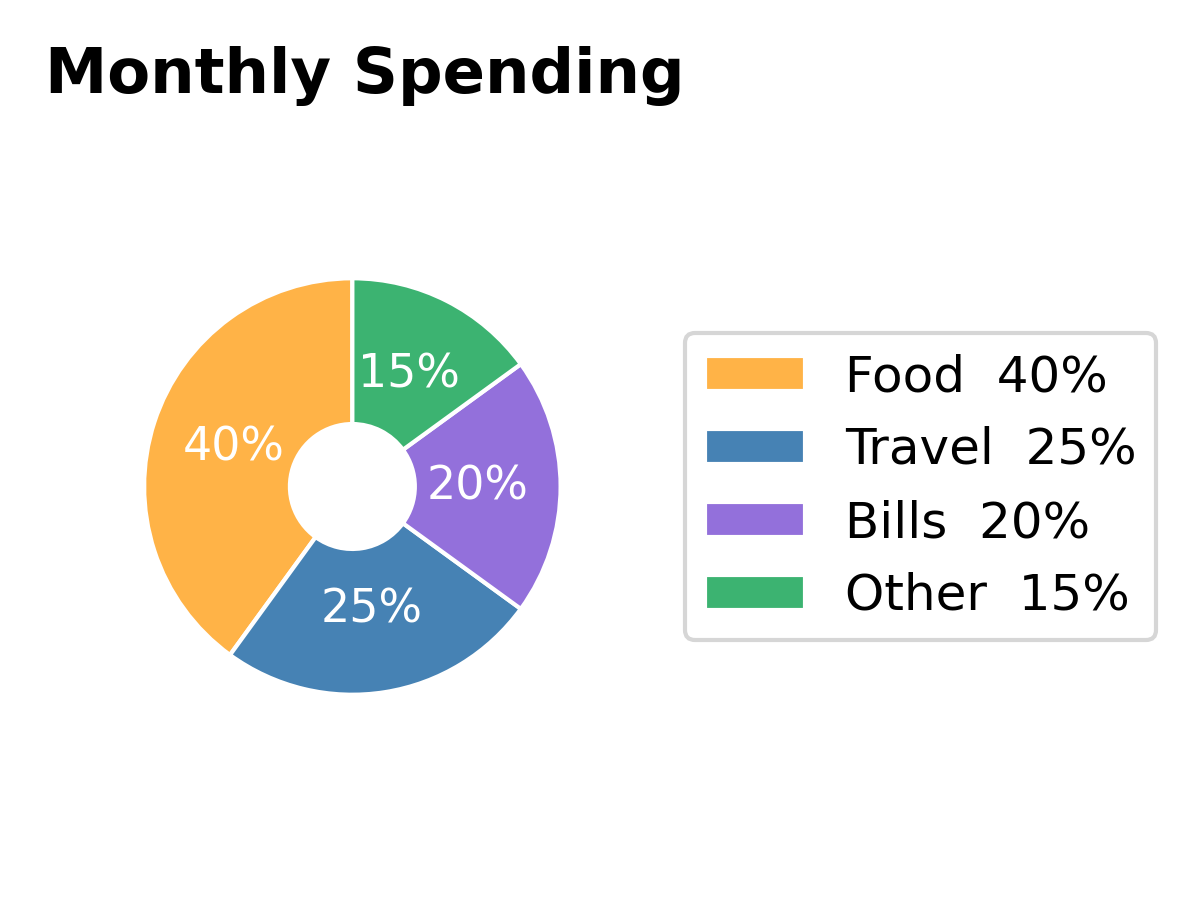 Monthly Spending
15%
40%
20%
25%
Food 40%
Travel 25%
Bills 20%
Other 15%